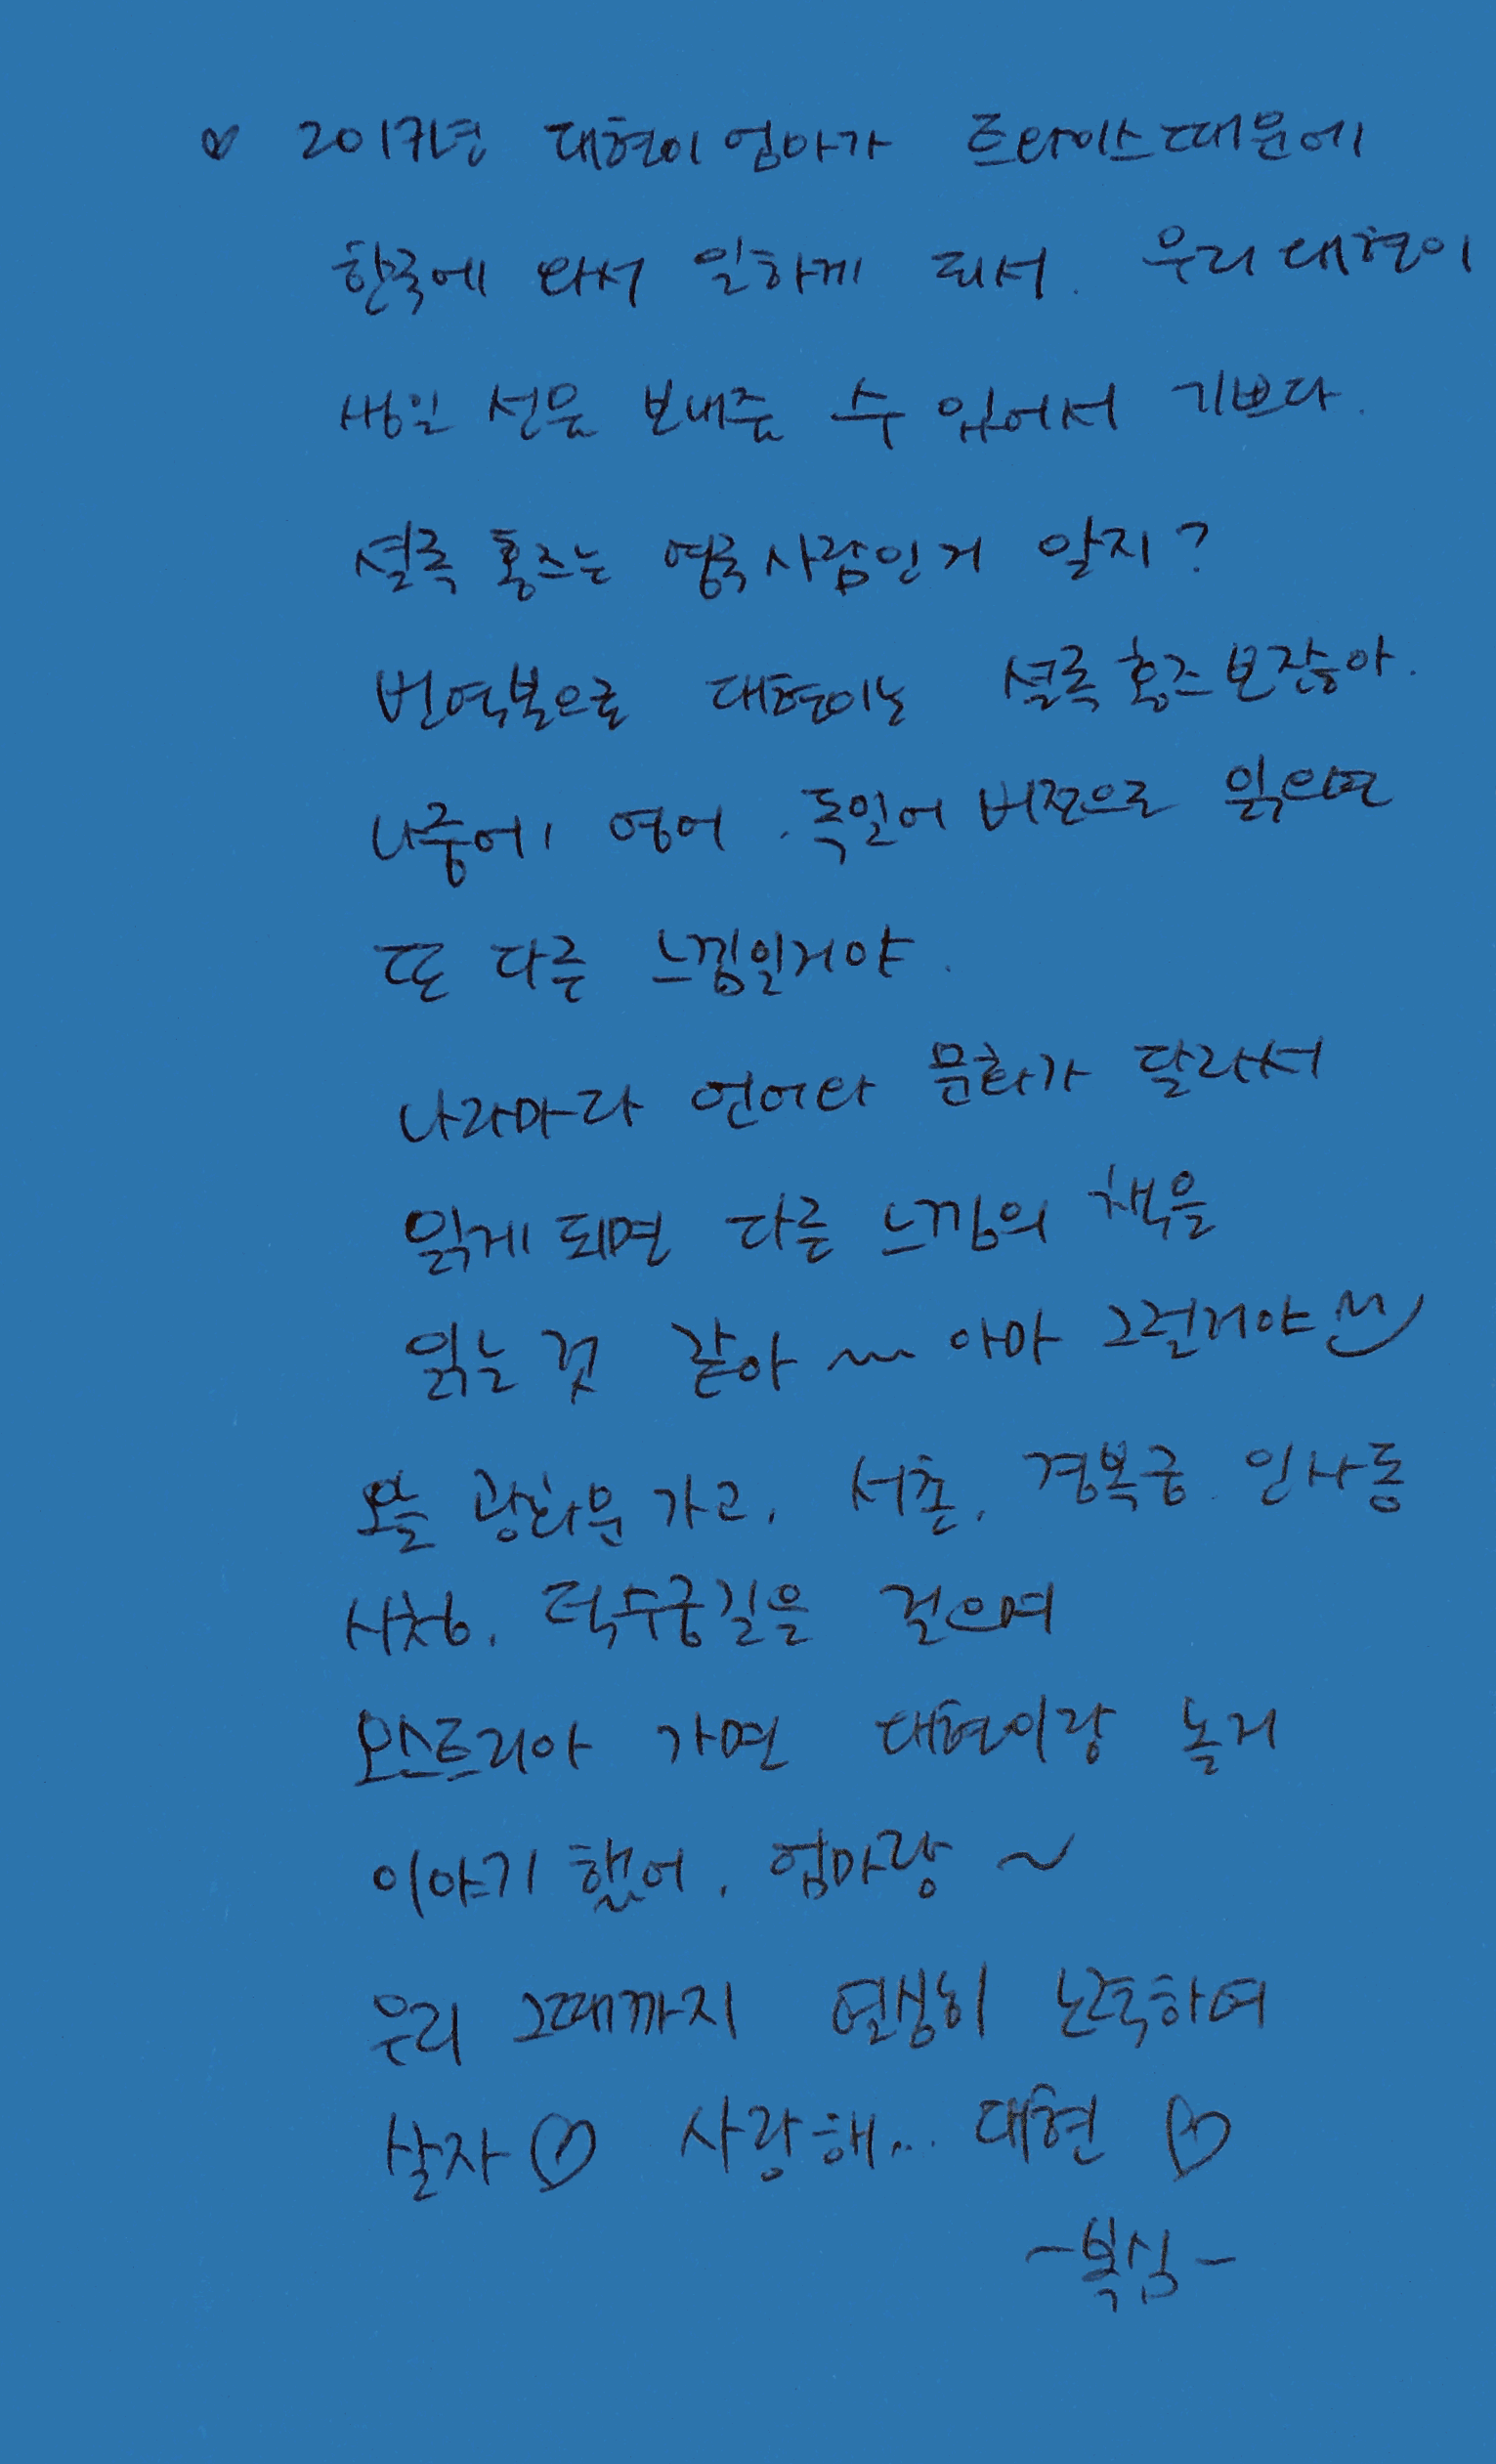 ♡ 2017년 대현이 엄마가 트라이스때문에
한국에 와서 일하게 되서. 우리 대현이
생일 선물 보내줄 수 있어서 기쁘다.
셜록 홈즈는 영국사람인거 알지?
번역본으로 대현이는 셜록홈즈 보잖아.
나중에 영어, 독일어 버전으로 읽으면
또 다른 느낌일거야.
나라마다 언어와 문화가 달라서
읽게 되면 다른 느낌의 책을
읽는 것 같아 ~~ 아마 그럴거야
오늘 광화문 가고, 서촌, 경복궁. 인사동
시청, 덕수궁길을 걸으며
오스트리아 가면 대현이랑 놀거
이야기 했어. 엄마랑 ~
우리 그때까지 열심히 노력하며
살자♡ 사랑해... 대현 ♡
-복심-